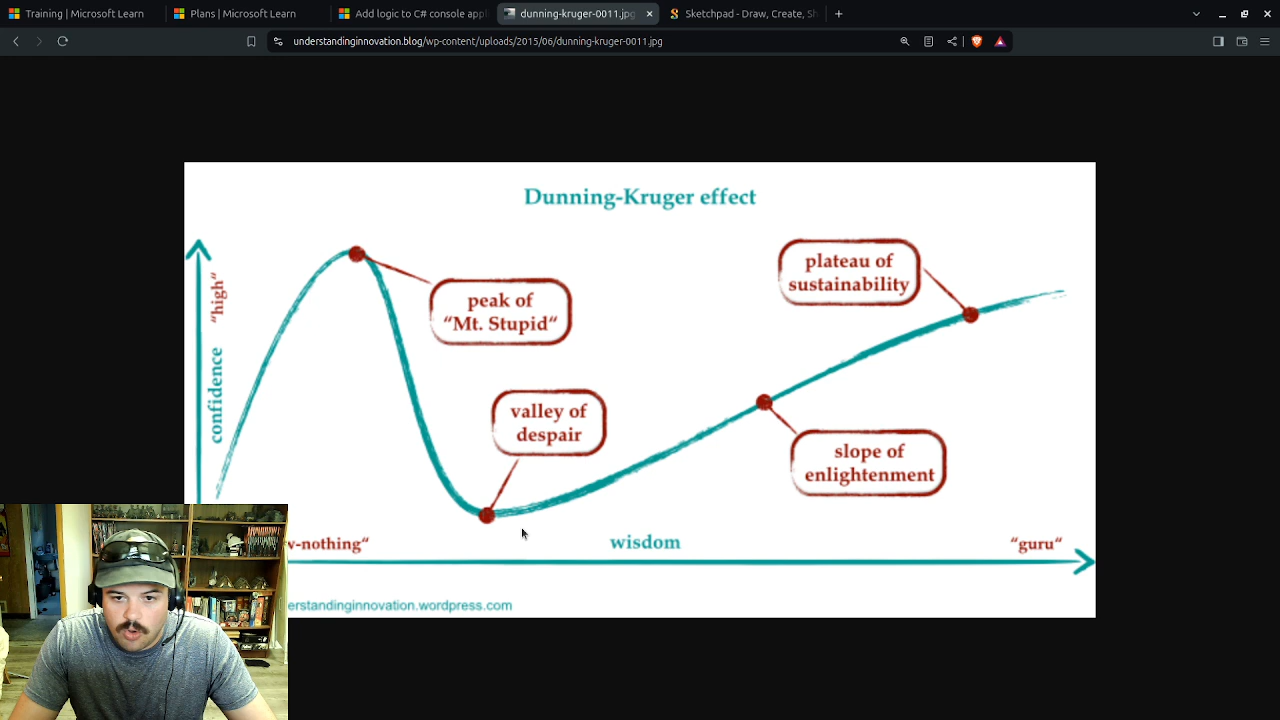 Training | Microsoft Learn
Plans | Microsoft Learn
Add logic to C# console appl
dunning-kruger-0011.jpg
Sketchpad - Draw, Create, Sh
understandinginnovation.blog/wp-content/uploads/2015/06/dunning-kruger-0011.jpg
Dunning-Kruger effect
confidence "high"
peak of
"Mt. Stupid"
plateau of
sustainability
valley of
despair
slope of
enlightenment
w-nothing"
wisdom
"guru"
erstandinginnovation.wordpress.com